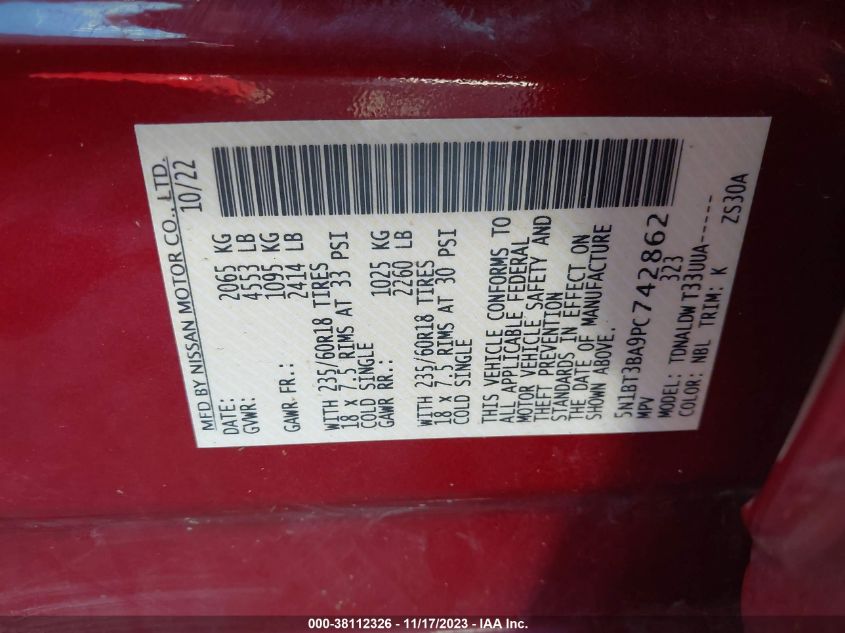 MFD BY NISSAN MOTOR CO., LTD.
DATE: 10/22
GVWR: 2065 KG
4553 LB
GAWR FR.: 1095 KG
2414 LB
WITH 235/60R18 TIRES
18 x 7.5 RIMS AT 33 PSI
COLD SINGLE
GAWR RR.: 1025 KG
2260 LB
WITH 235/60R18 TIRES
18 x 7.5 RIMS AT 30 PSI
COLD SINGLE
THIS VEHICLE CONFORMS TO
ALL APPLICABLE FEDERAL
MOTOR VEHICLE SAFETY AND
THEFT PREVENTION
STANDARDS IN EFFECT ON
THE DATE OF MANUFACTURE
SHOWN ABOVE.
5N1BT3BA9PC742862
MPV 323
MODEL: TDNALDWT33UUA------
COLOR: NBL TRIM: K ZS30A
000-38112326 - 11/17/2023 - IAA Inc.